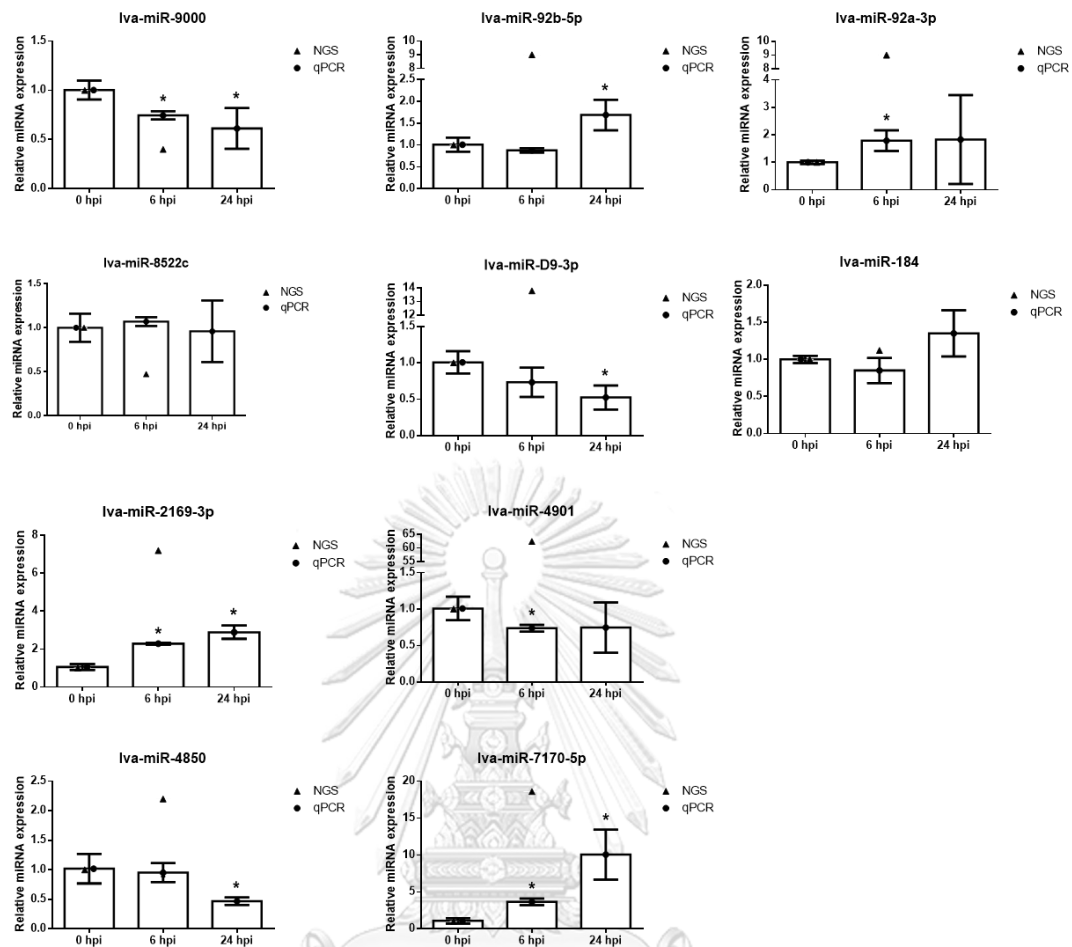 lva-miR-9000
Relative miRNA expression
1.5
1.0
0.5
0.0
0 hpi 6 hpi 24 hpi
* *
NGS
qPCR
lva-miR-92b-5p
Relative miRNA expression
10
9
8
2.5
2.0
1.5
1.0
0.5
0.0
0 hpi 6 hpi 24 hpi
*
NGS
qPCR
lva-miR-92a-3p
Relative miRNA expression
10
9
8
4
3
2
1
0
0 hpi 6 hpi 24 hpi
*
NGS
qPCR
lva-miR-8522c
Relative miRNA expression
1.5
1.0
0.5
0.0
0 hpi 6 hpi 24 hpi
NGS
qPCR
lva-miR-D9-3p
Relative miRNA expression
14
13
12
1.5
1.0
0.5
0.0
0 hpi 6 hpi 24 hpi
*
NGS
qPCR
lva-miR-184
Relative miRNA expression
2.0
1.5
1.0
0.5
0.0
0 hpi 6 hpi 24 hpi
NGS
qPCR
lva-miR-2169-3p
Relative miRNA expression
8
6
4
2
0
0 hpi 6 hpi 24 hpi
* *
NGS
qPCR
lva-miR-4901
Relative miRNA expression
65
60
55
1.5
1.0
0.5
0.0
0 hpi 6 hpi 24 hpi
*
NGS
qPCR
lva-miR-4850
Relative miRNA expression
2.5
2.0
1.5
1.0
0.5
0.0
0 hpi 6 hpi 24 hpi
*
NGS
qPCR
lva-miR-7170-5p
Relative miRNA expression
20
15
10
5
0
0 hpi 6 hpi 24 hpi
* *
NGS
qPCR